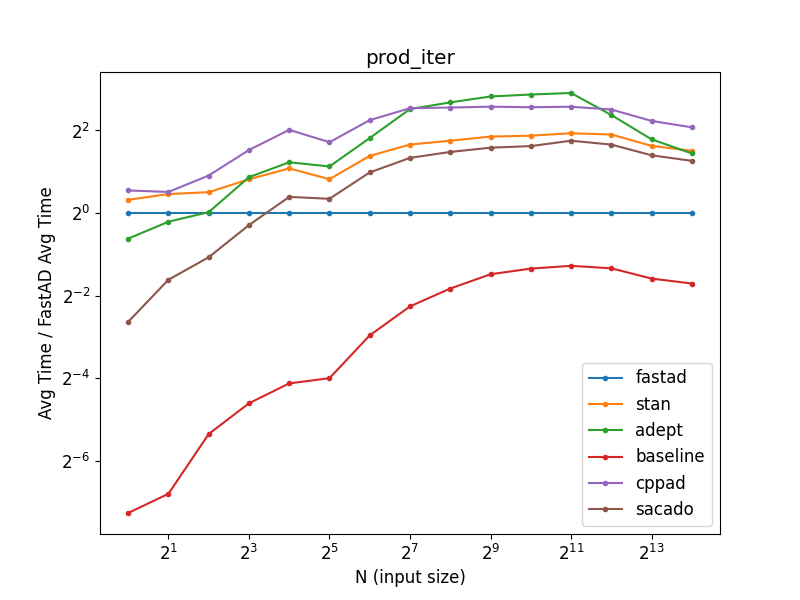 prod_iter
Avg Time / FastAD Avg Time
2^2
2^0
2^-2
2^-4
2^-6
fastad
stan
adept
baseline
cppad
sacado
2^1 2^3 2^5 2^7 2^9 2^11 2^13
N (input size)